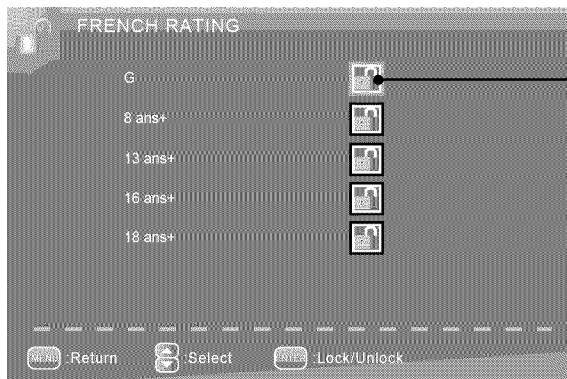 FRENCH RATING
G
8 ans+
13 ans+
16 ans+
18 ans+
MENU :Return :Select ENTER :Lock/Unlock